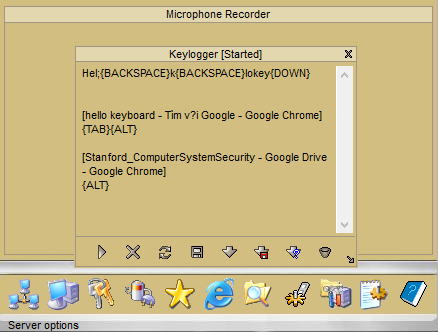 Microphone Recorder
Keylogger [Started]
Hel;{BACKSPACE}k{BACKSPACE}lokey{DOWN}
[hello keyboard - Tim v?i Google - Google Chrome]
{TAB}{ALT}
[Stanford_ComputerSystemSecurity - Google Drive
- Google Chrome]
{ALT}
Server options